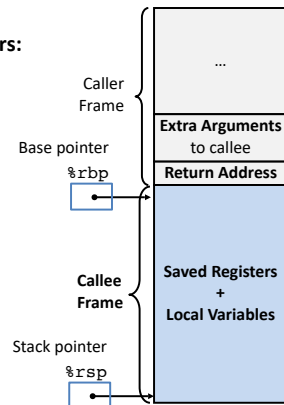 rs:
...
Caller
Frame
Extra Arguments
to callee
Base pointer
Return Address
%rbp
Callee
Frame
Saved Registers
+
Local Variables
Stack pointer
%rsp